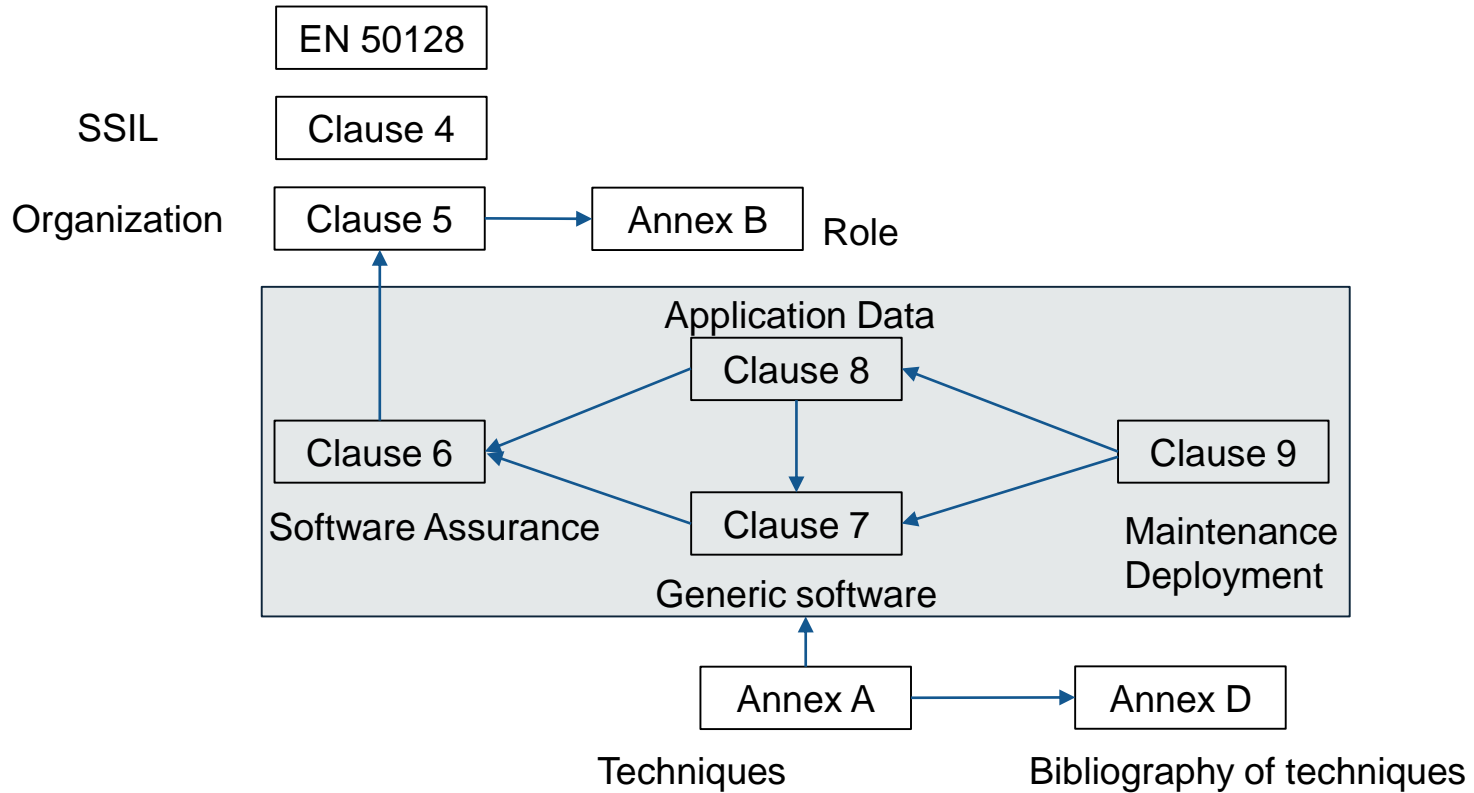 EN 50128
SSIL
Clause 4
Organization
Clause 5
Annex B
Role
Application Data
Clause 8
Clause 6
Clause 9
Software Assurance
Clause 7
Maintenance
Deployment
Generic software
Annex A
Annex D
Techniques
Bibliography of techniques